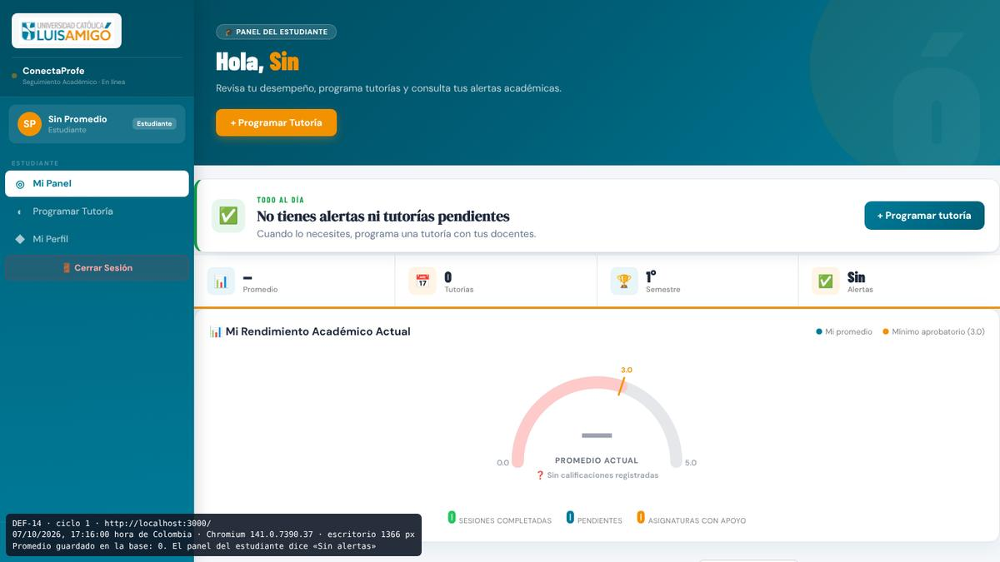 UNIVERSIDAD CATÓLICA
LUISAMIGÓ
ConectaProfe
Seguimiento Académico · En línea
SP
Sin Promedio
Estudiante
Estudiante
ESTUDIANTE
Mi Panel
Programar Tutoría
Mi Perfil
Cerrar Sesión
PANEL DEL ESTUDIANTE
Hola, Sin
Revisa tu desempeño, programa tutorías y consulta tus alertas académicas.
+ Programar Tutoría
Ó
TODO AL DÍA
No tienes alertas ni tutorías pendientes
Cuando lo necesites, programa una tutoría con tus docentes.
+ Programar tutoría
—
Promedio
0
Tutorías
1°
Semestre
Sin
Alertas
Mi Rendimiento Académico Actual
Mi promedio
Mínimo aprobatorio (3.0)
3.0
0.0
—
5.0
PROMEDIO ACTUAL
❓ Sin calificaciones registradas
0 SESIONES COMPLETADAS
0 PENDIENTES
0 ASIGNATURAS CON APOYO
DEF-14 · ciclo 1 · http://localhost:3000/
07/10/2026, 17:16:00 hora de Colombia · Chromium 141.0.7390.37 · escritorio 1366 px
Promedio guardado en la base: 0. El panel del estudiante dice «Sin alertas»